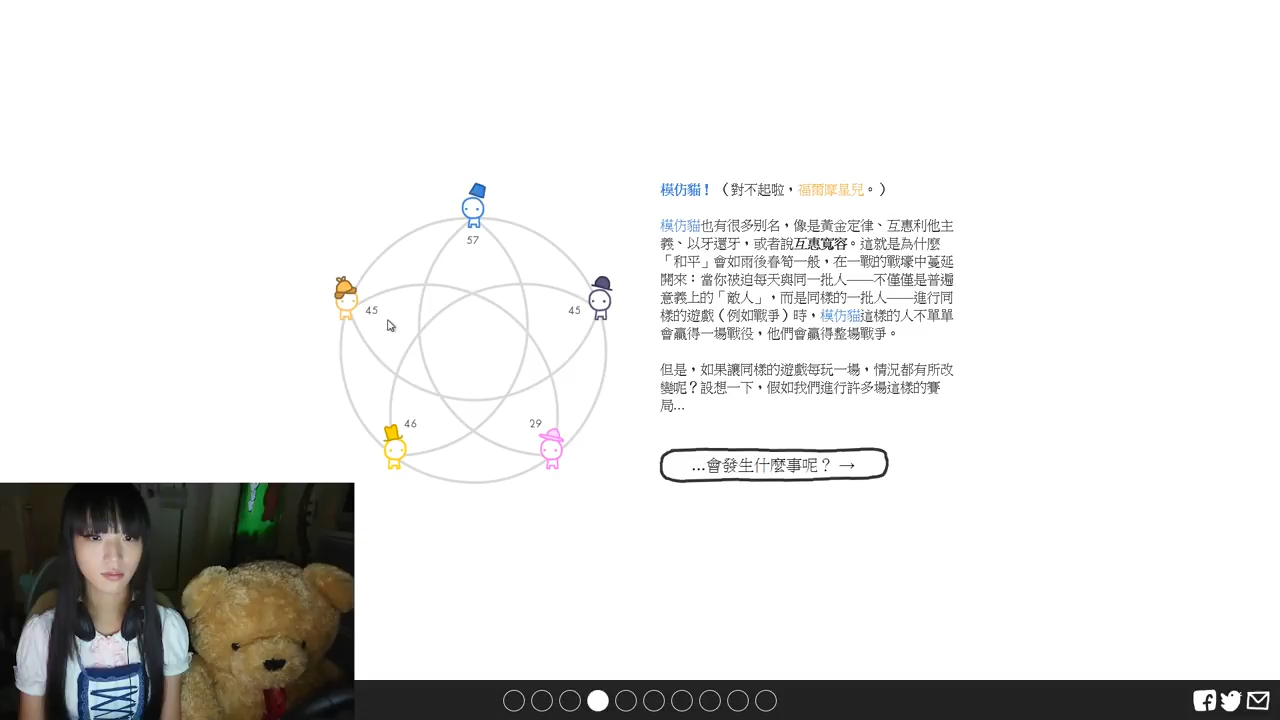 57
45
45
46
29
模仿貓！（對不起啦，福爾摩星兒。）
模仿貓也有很多別名，像是黃金定律、互惠利他主
義、以牙還牙，或者說互惠寬容。這就是為什麼
「和平」會如雨後春筍一般，在一戰的戰壕中蔓延
開來：當你被迫每天與同一批人——不僅僅是普遍
意義上的「敵人」，而是同樣的一批人——進行同
樣的遊戲（例如戰爭）時，模仿貓這樣的人不單單
會贏得一場戰役，他們會贏得整場戰爭。
但是，如果讓同樣的遊戲每玩一場，情況都有所改
變呢？設想一下，假如我們進行許多場這樣的賽
局...
...會發生什麼事呢？ →